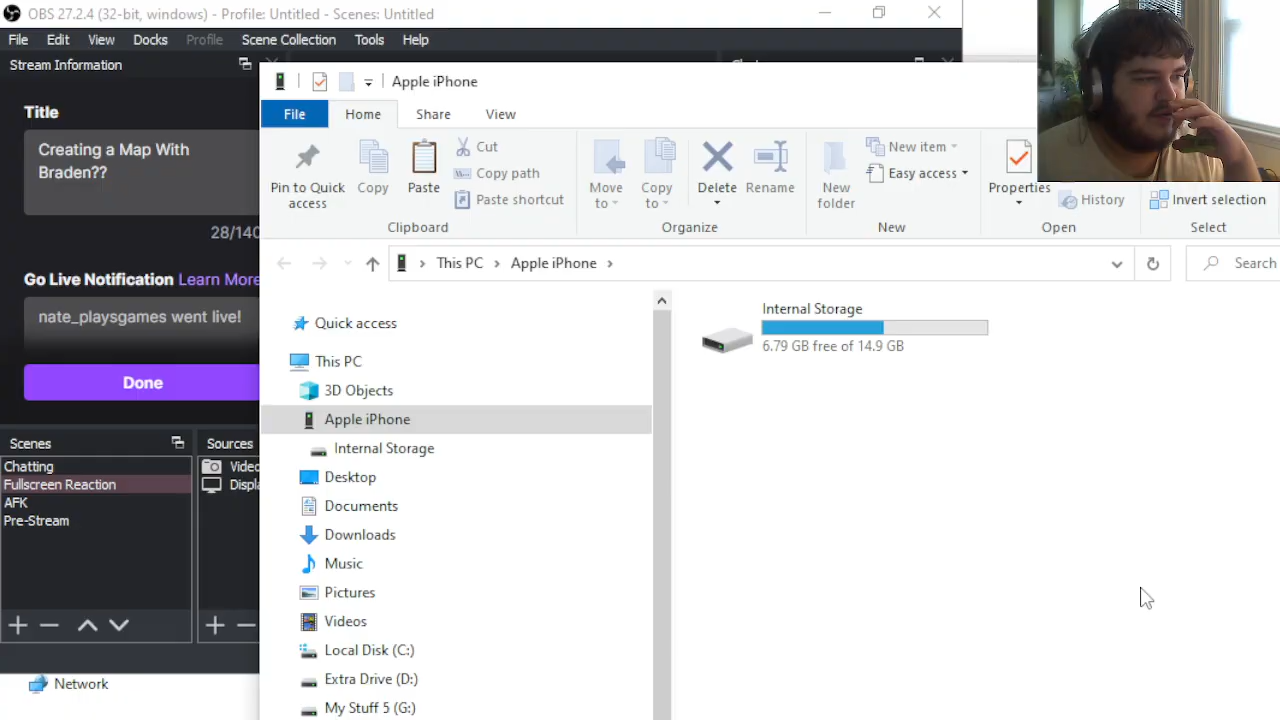 OBS 27.2.4 (32-bit, windows) - Profile: Untitled - Scenes: Untitled
File Edit View Docks Profile Scene Collection Tools Help
Stream Information
Title
Creating a Map With
Braden??
28/140
Go Live Notification Learn More
nate_playsgames went live!
Done
Scenes
Chatting
Fullscreen Reaction
AFK
Pre-Stream
Sources
Network
Apple iPhone
File Home Share View
Pin to Quick
access
Copy
Paste
Cut
Copy path
Paste shortcut
Clipboard
Move
to
Copy
to
Delete
Rename
Organize
New
folder
New item
Easy access
New
Properties
History
Open
Invert selection
Select
This PC > Apple iPhone >
Search
Quick access
This PC
3D Objects
Apple iPhone
Internal Storage
Desktop
Documents
Downloads
Music
Pictures
Videos
Local Disk (C:)
Extra Drive (D:)
My Stuff 5 (G:)
Internal Storage
6.79 GB free of 14.9 GB